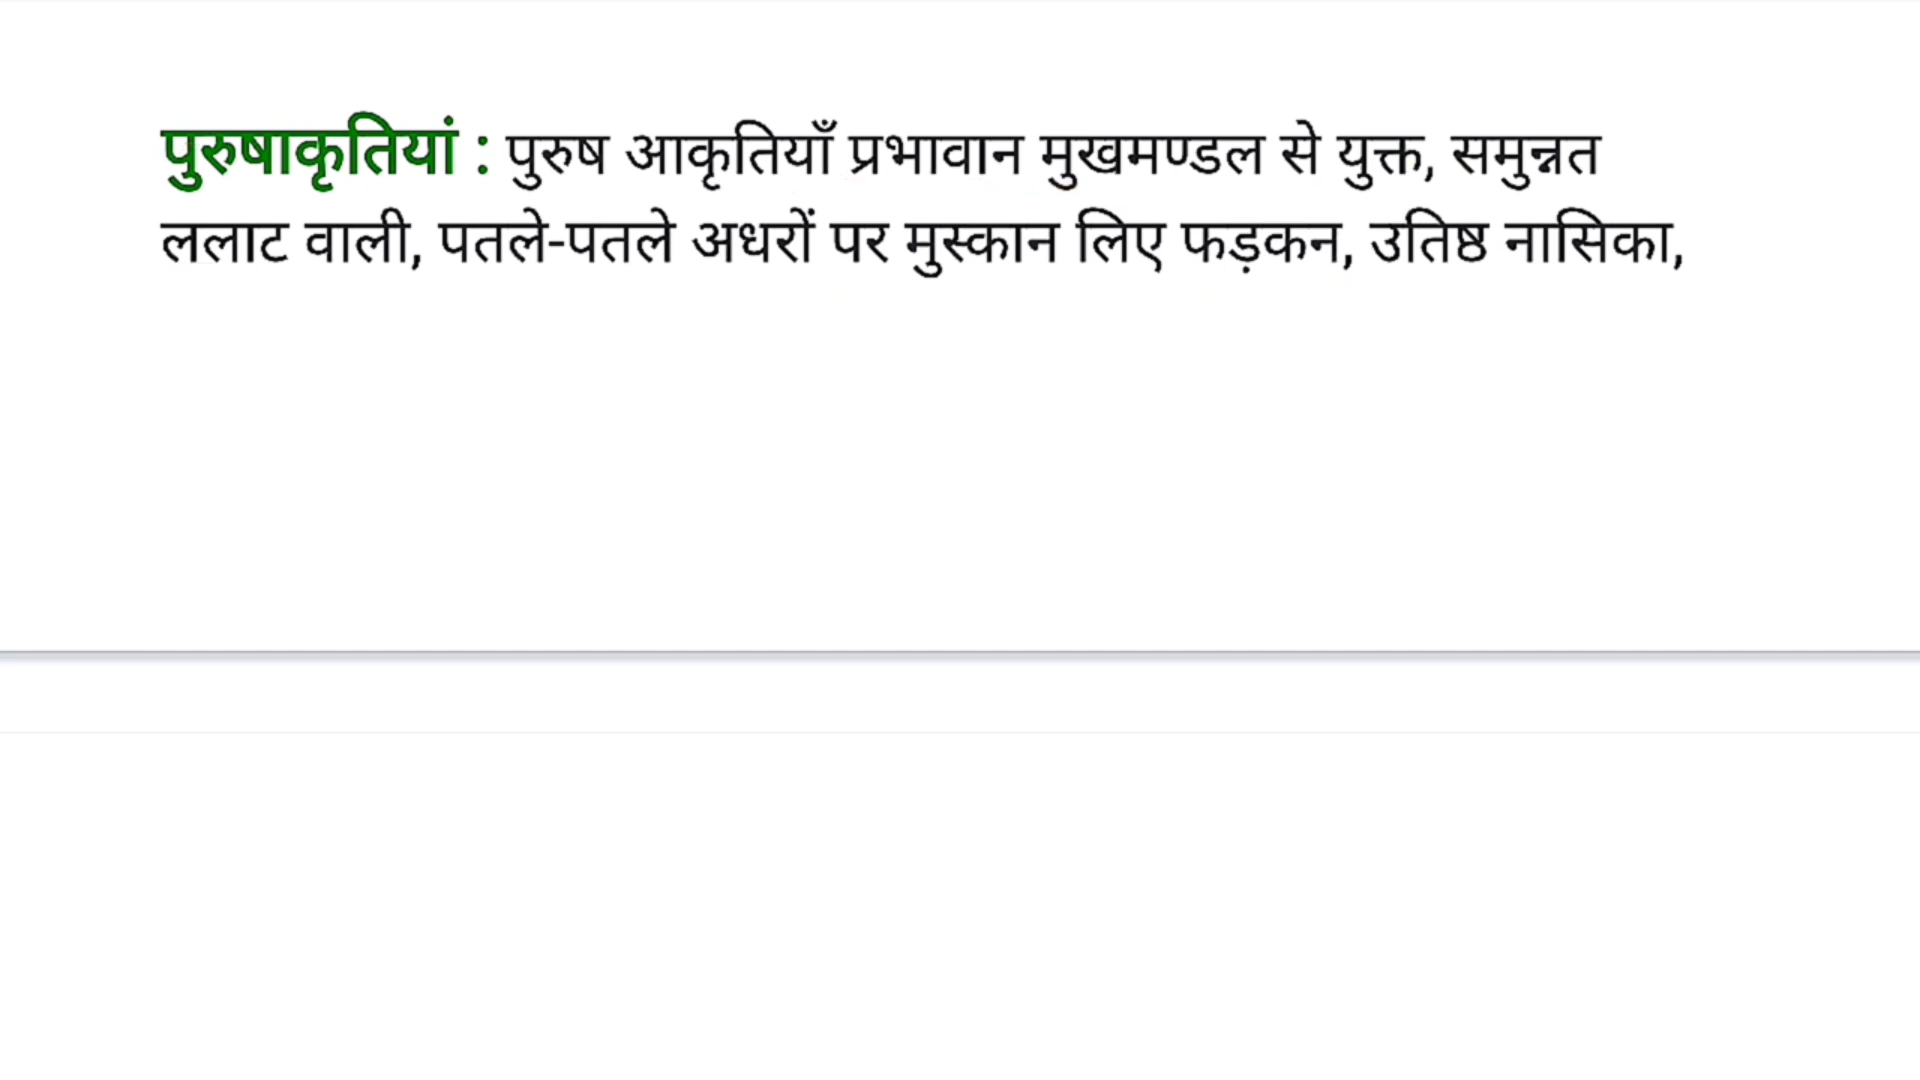 पुरुषाकृतियां : पुरुष आकृतियाँ प्रभावान मुखमण्डल से युक्त, समुन्नत
ललाट वाली, पतले-पतले अधरों पर मुस्कान लिए फड़कन, उतिष्ठ नासिका,